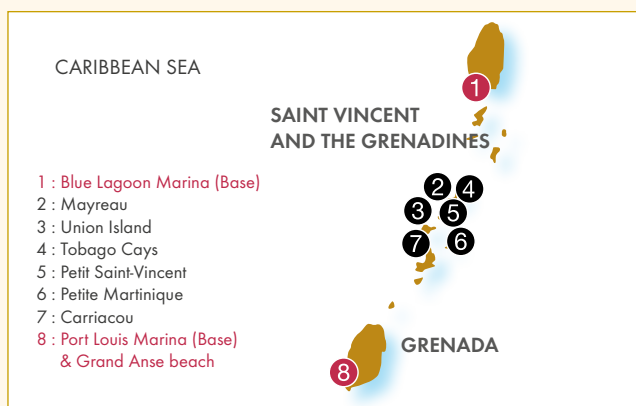 CARIBBEAN SEA
1
SAINT VINCENT
AND THE GRENADINES
1 : Blue Lagoon Marina (Base)
2 : Mayreau
3 : Union Island
4 : Tobago Cays
5 : Petit Saint-Vincent
6 : Petite Martinique
7 : Carriacou
8 : Port Louis Marina (Base)
& Grand Anse beach
2
4
3
5
7
6
GRENADA
8